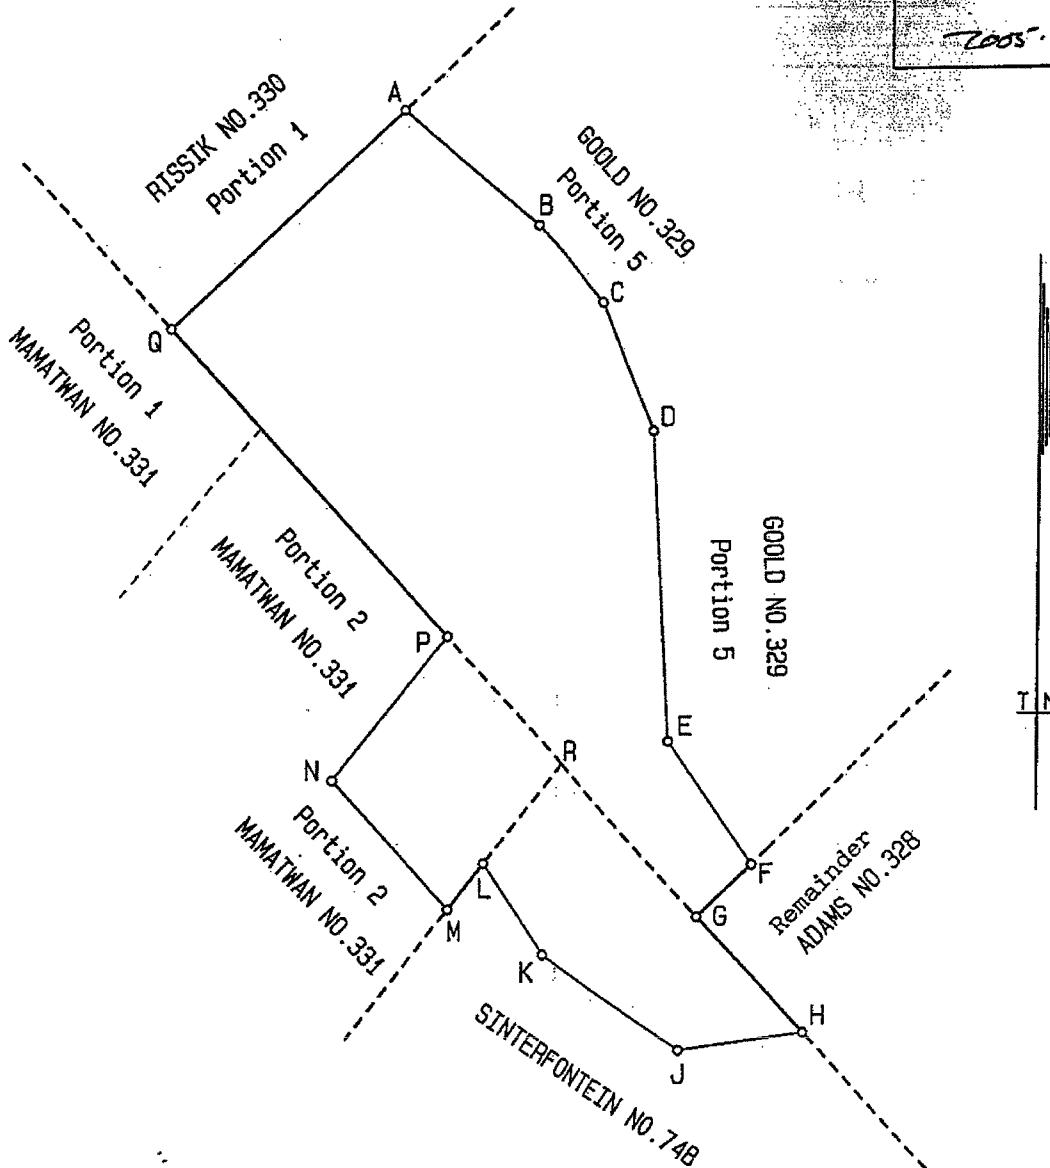 2005.
A
RISSIK NO.330
Portion 1
GOOLD NO.329
Portion 5
B
C
Q
Portion 1
MAMATWAN NO.331
D
GOOLD NO.329
Portion 5
Portion 2
MAMATWAN NO.331
P
E
R
N
Portion 2
MAMATWAN NO.331
F
Remainder
ADAMS NO.328
L
G
M
K
H
SINTERFONTEIN NO.748
J
T